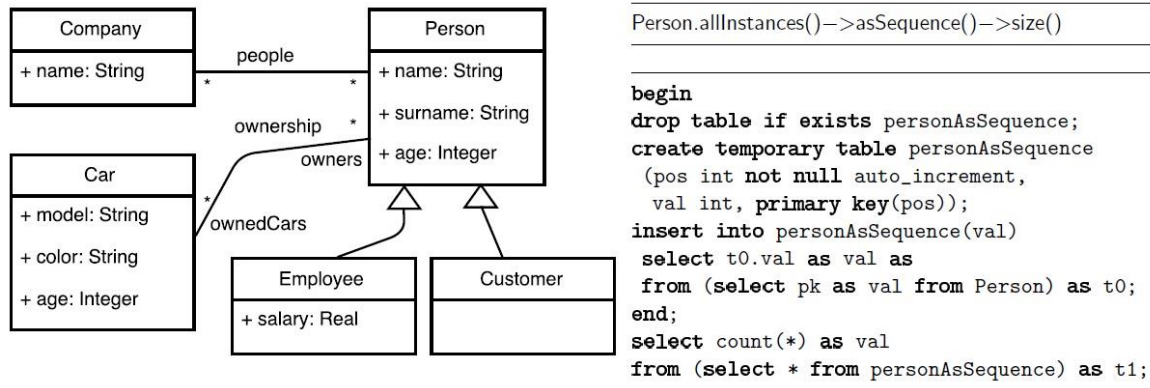 Company
+ name: String
people
*
*
Person
+ name: String
+ surname: String
+ age: Integer
ownership
*
owners
Car
+ model: String
+ color: String
+ age: Integer
*
ownedCars
Employee
+ salary: Real
Customer
Person.allInstances()->asSequence()->size()
begin
drop table if exists personAsSequence;
create temporary table personAsSequence
(pos int not null auto_increment,
val int, primary key(pos));
insert into personAsSequence(val)
select t0.val as val as
from (select pk as val from Person) as t0;
end;
select count(*) as val
from (select * from personAsSequence) as t1;